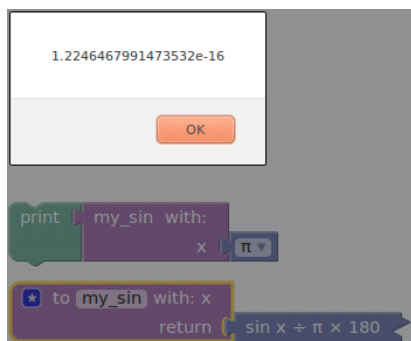 1.2246467991473532e-16
OK
print my_sin with:
x π ▾
to my_sin with: x
return sin x ÷ π × 180